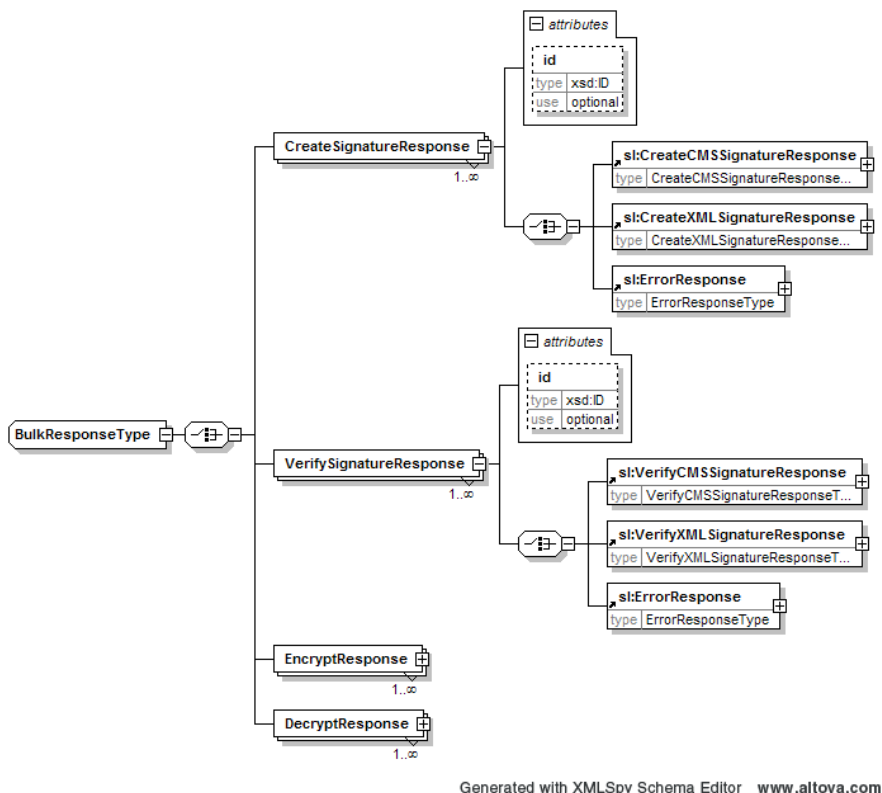 attributes
id
type xsd:ID
use optional
CreateSignatureResponse
1..∞
sl:CreateCMSSignatureResponse
type CreateCMSSignatureResponse...
sl:CreateXMLSignatureResponse
type CreateXMLSignatureResponse...
sl:ErrorResponse
type ErrorResponseType
attributes
id
type xsd:ID
use optional
BulkResponseType
VerifySignatureResponse
1..∞
sl:VerifyCMSSignatureResponse
type VerifyCMSSignatureResponseT...
sl:VerifyXMLSignatureResponse
type VerifyXMLSignatureResponseT...
sl:ErrorResponse
type ErrorResponseType
EncryptResponse
1..∞
DecryptResponse
1..∞
Generated with XMLSpy Schema Editor www.altova.com